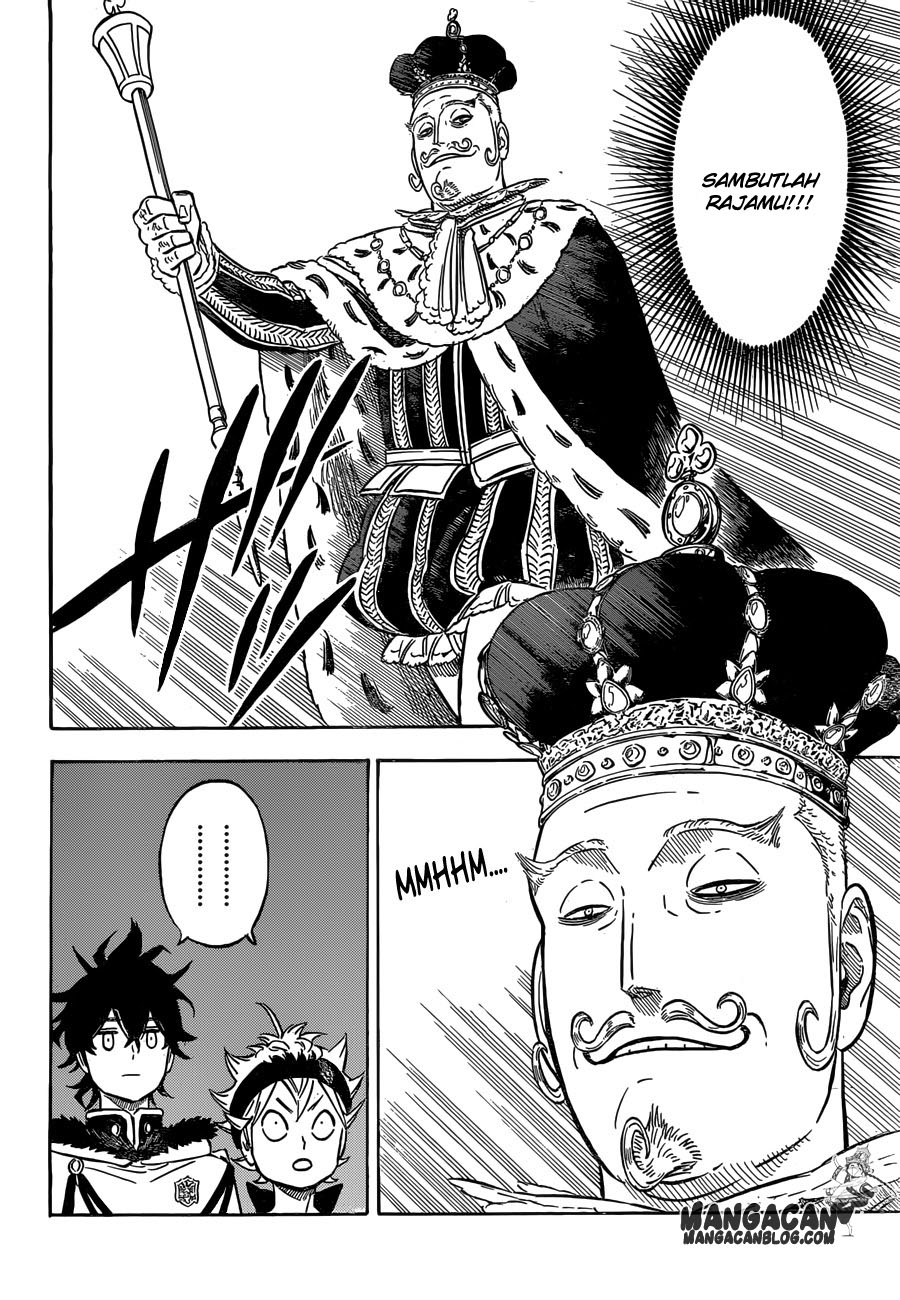 SAMBUTLAH
RAJAMU!!!
MMHHM....
..........
MANGACAN
MANGACANBLOG.COM